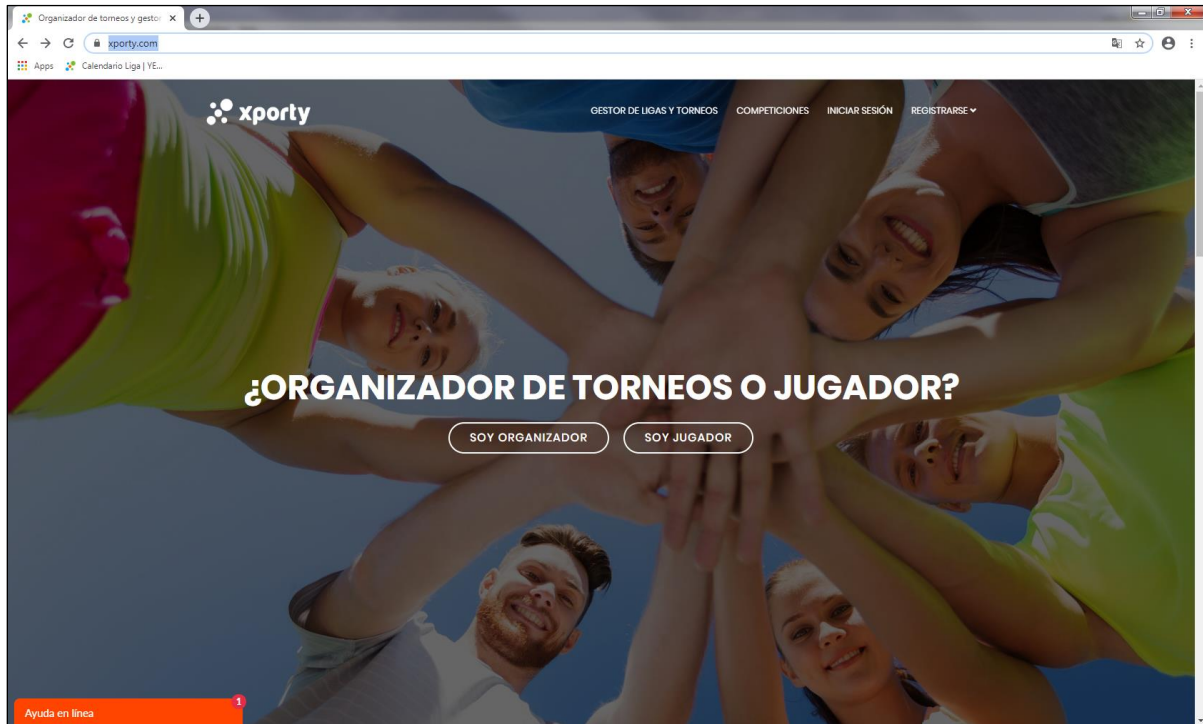 Organizador de torneos y gestor
xporty.com
Apps
Calendario Liga | YE...
xporty
GESTOR DE LIGAS Y TORNEOS
COMPETICIONES
INICIAR SESIÓN
REGISTRARSE
¿ORGANIZADOR DE TORNEOS O JUGADOR?
SOY ORGANIZADOR
SOY JUGADOR
1
Ayuda en línea